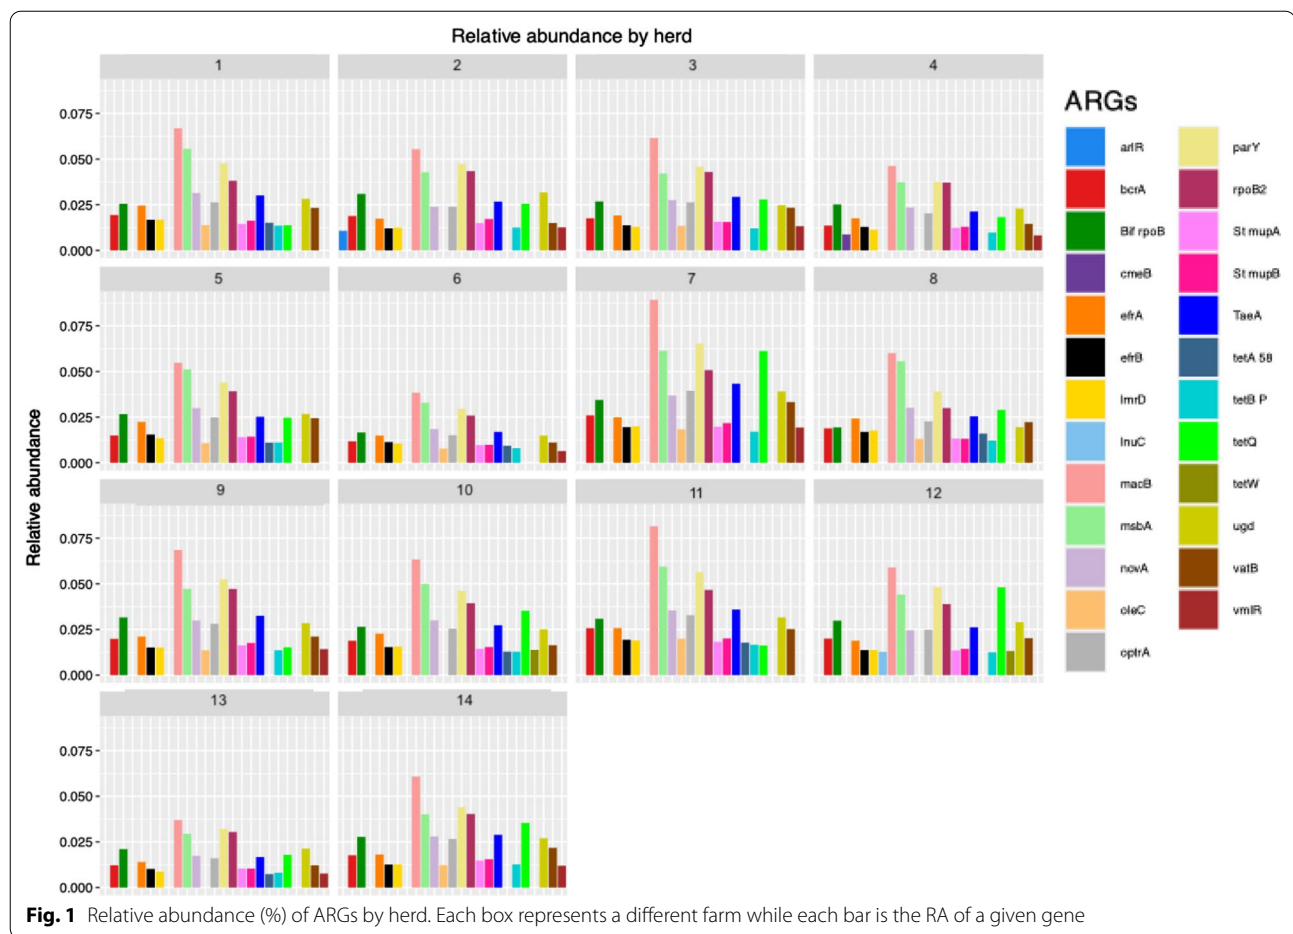 Relative abundance by herd
1 2 3 4
0.075
0.050
0.025
0.000
5 6 7 8
0.075
0.050
0.025
0.000
9 10 11 12
0.075
0.050
0.025
0.000
13 14
0.075
0.050
0.025
0.000
Relative abundance
ARGs
arlR
bcrA
Bif rpoB
cmeB
efrA
efrB
lmrD
lnuC
macB
msbA
novA
oleC
optrA
parY
rpoB2
St mupA
St mupB
TaeA
tetA 58
tetB P
tetQ
tetW
ugd
vatB
vmlR
Fig. 1 Relative abundance (%) of ARGs by herd. Each box represents a different farm while each bar is the RA of a given gene